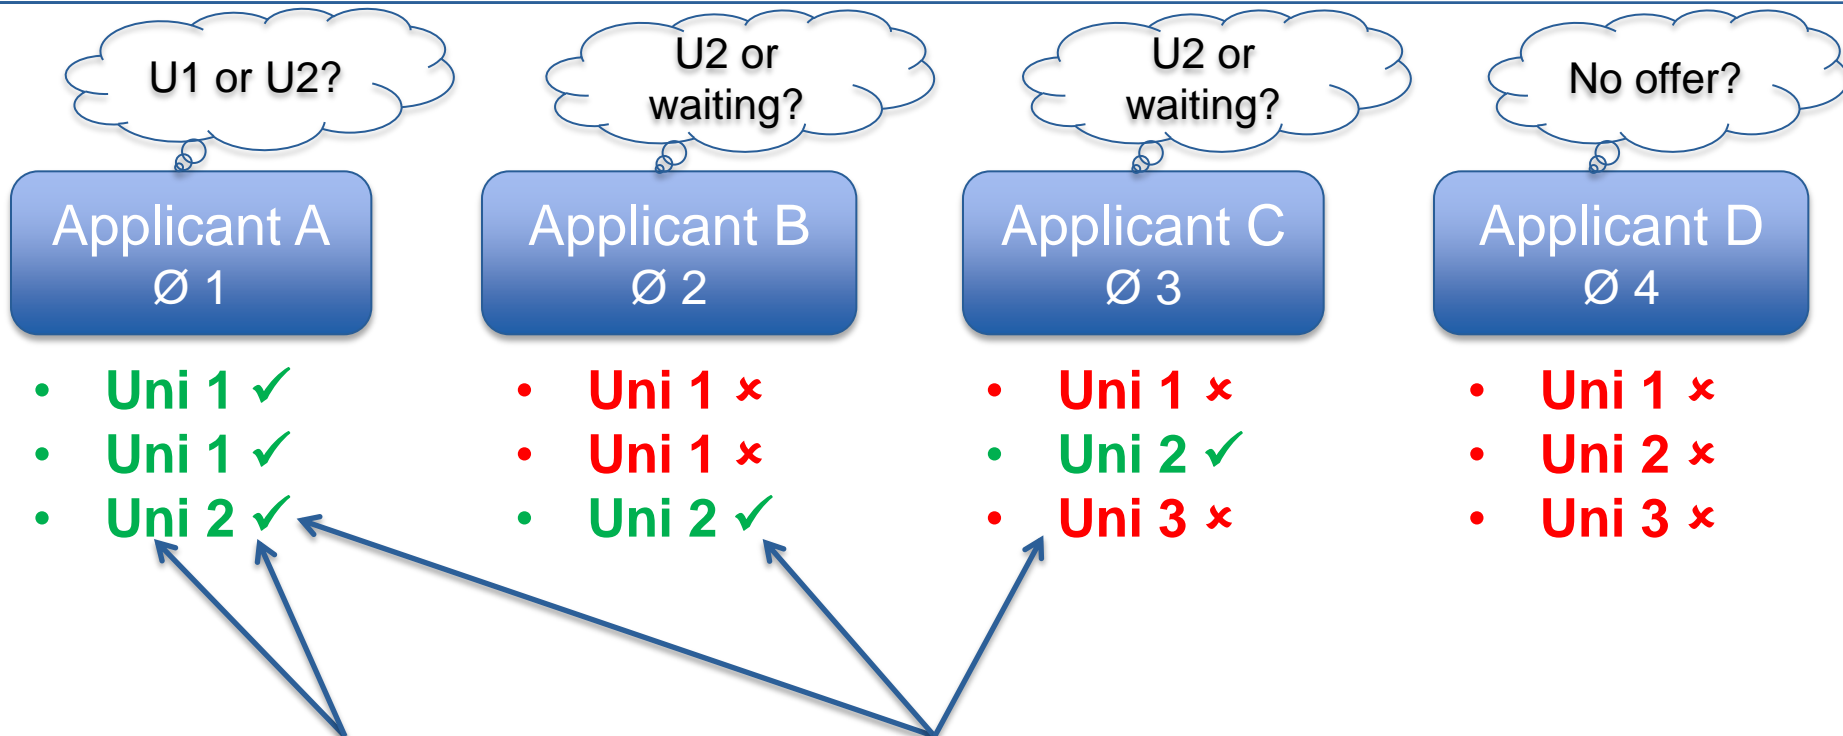 U1 or U2?
U2 or
waiting?
U2 or
waiting?
No offer?
Applicant A
Ø 1
Applicant B
Ø 2
Applicant C
Ø 3
Applicant D
Ø 4
• Uni 1 ✓
• Uni 1 ✓
• Uni 2 ✓
• Uni 1 ×
• Uni 1 ×
• Uni 2 ✓
• Uni 1 ×
• Uni 2 ✓
• Uni 3 ×
• Uni 1 ×
• Uni 2 ×
• Uni 3 ×